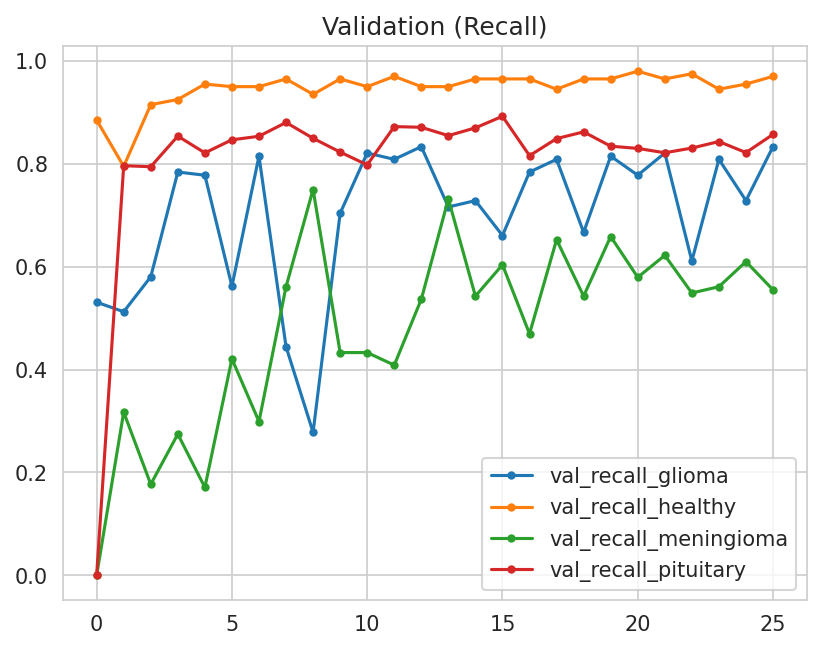 Validation (Recall)
1.0
0.8
0.6
0.4
0.2
0.0
0 5 10 15 20 25
val_recall_glioma
val_recall_healthy
val_recall_meningioma
val_recall_pituitary